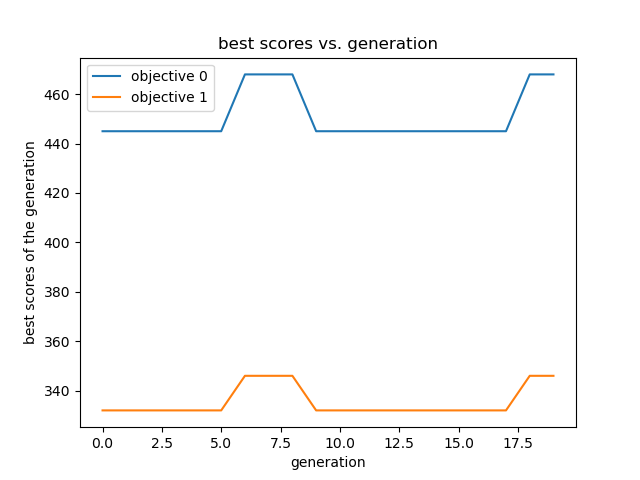 best scores vs. generation
objective 0
objective 1
best scores of the generation
460
440
420
400
380
360
340
0.0 2.5 5.0 7.5 10.0 12.5 15.0 17.5
generation